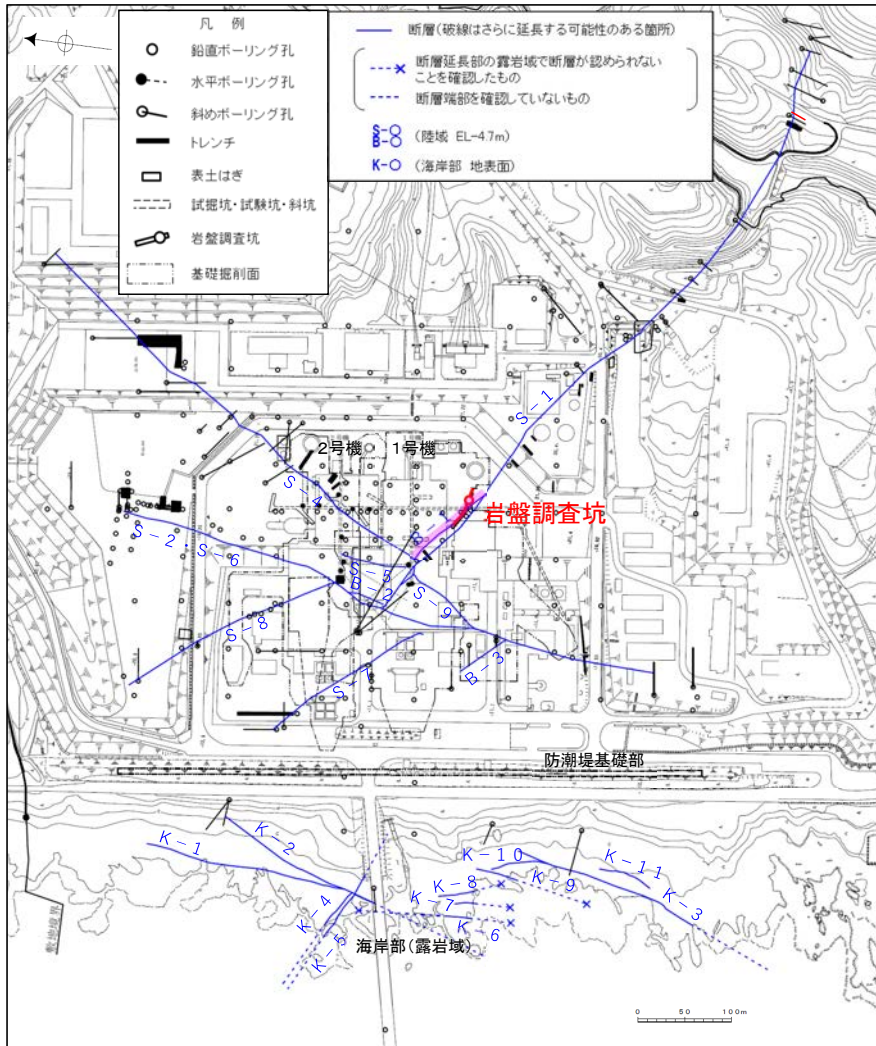 凡 例
鉛直ボーリング孔
水平ボーリング孔
斜めボーリング孔
トレンチ
表土はぎ
試掘坑・試験坑・斜坑
岩盤調査坑
基礎掘削面
断層(破線はさらに延長する可能性のある箇所)
断層延長部の露岩域で断層が認められない
ことを確認したもの
断層端部を確認していないもの
S-○
B-○
(陸域 EL-4.7m)
K-○ (海岸部 地表面)
S-1
2号機
1号機
S-4
岩盤調査坑
S-2・S-6
S-5
B-2
S-9
S-8
S-7
B-3
防潮堤基礎部
K-2
K-1
K-10
K-11
K-8
K-9
K-7
K-3
K-4
K-6
K-5
海岸部(露岩域)
敷地境界
0 50 100m